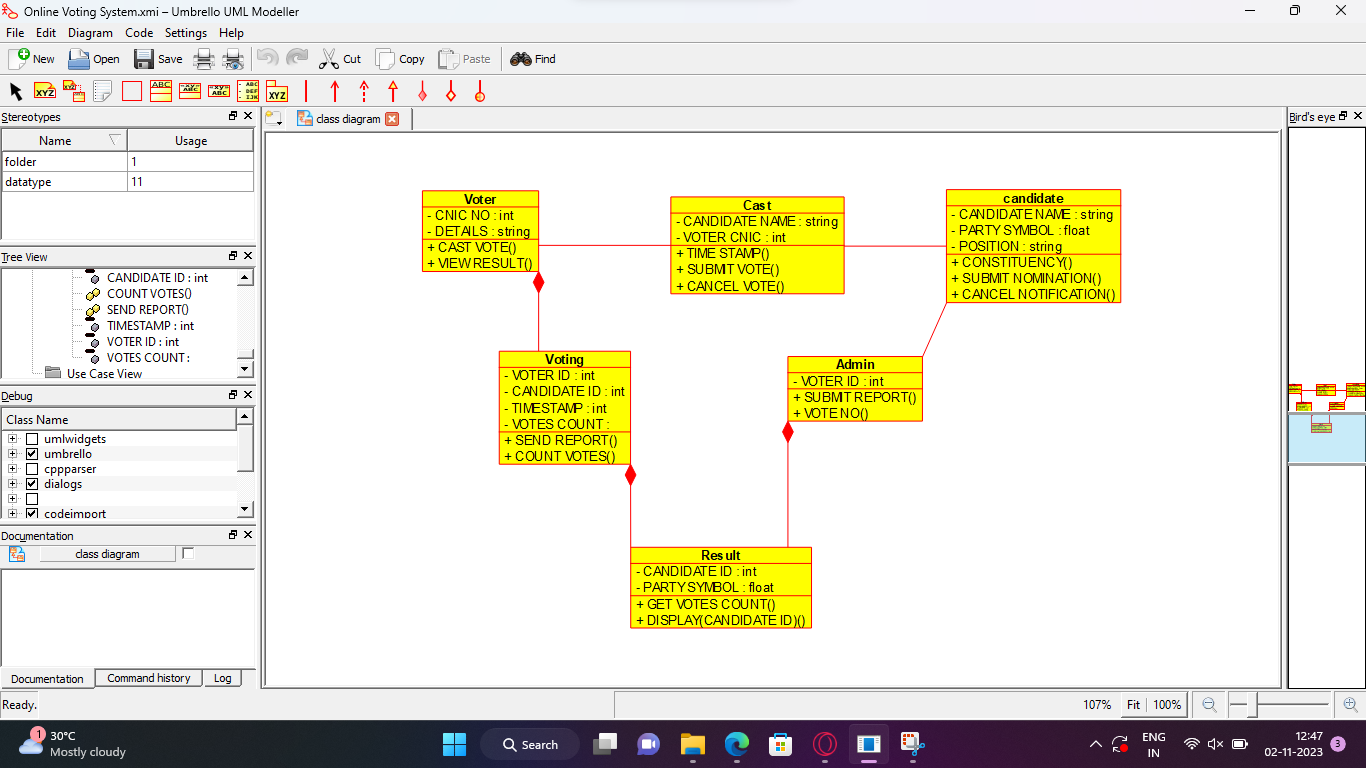 Online Voting System.xmi – Umbrello UML Modeller
File Edit Diagram Code Settings Help
New Open Save Cut Copy Paste Find
XYZ XYZ ABC -xy= ABC +xy= ABC ABC DEF IJK XYZ
Stereotypes
Name Usage
folder 1
datatype 11
Tree View
CANDIDATE ID : int
COUNT VOTES()
SEND REPORT()
TIMESTAMP : int
VOTER ID : int
VOTES COUNT :
Use Case View
Debug
Class Name
umlwidgets
umbrello
cppparser
dialogs
codeimport
Documentation
class diagram
Documentation Command history Log
class diagram
Voter
- CNIC NO : int
- DETAILS : string
+ CAST VOTE()
+ VIEW RESULT()
Cast
- CANDIDATE NAME : string
- VOTER CNIC : int
+ TIME STAMP()
+ SUBMIT VOTE()
+ CANCEL VOTE()
candidate
- CANDIDATE NAME : string
- PARTY SYMBOL : float
- POSITION : string
+ CONSTITUENCY()
+ SUBMIT NOMINATION()
+ CANCEL NOTIFICATION()
Voting
- VOTER ID : int
- CANDIDATE ID : int
- TIMESTAMP : int
- VOTES COUNT :
+ SEND REPORT()
+ COUNT VOTES()
Admin
- VOTER ID : int
+ SUBMIT REPORT()
+ VOTE NO()
Result
- CANDIDATE ID : int
- PARTY SYMBOL : float
+ GET VOTES COUNT()
+ DISPLAY(CANDIDATE ID)()
Bird's eye
Ready.
107% Fit 100%
1
30°C
Mostly cloudy
Search
ENG
IN
12:47
02-11-2023
3